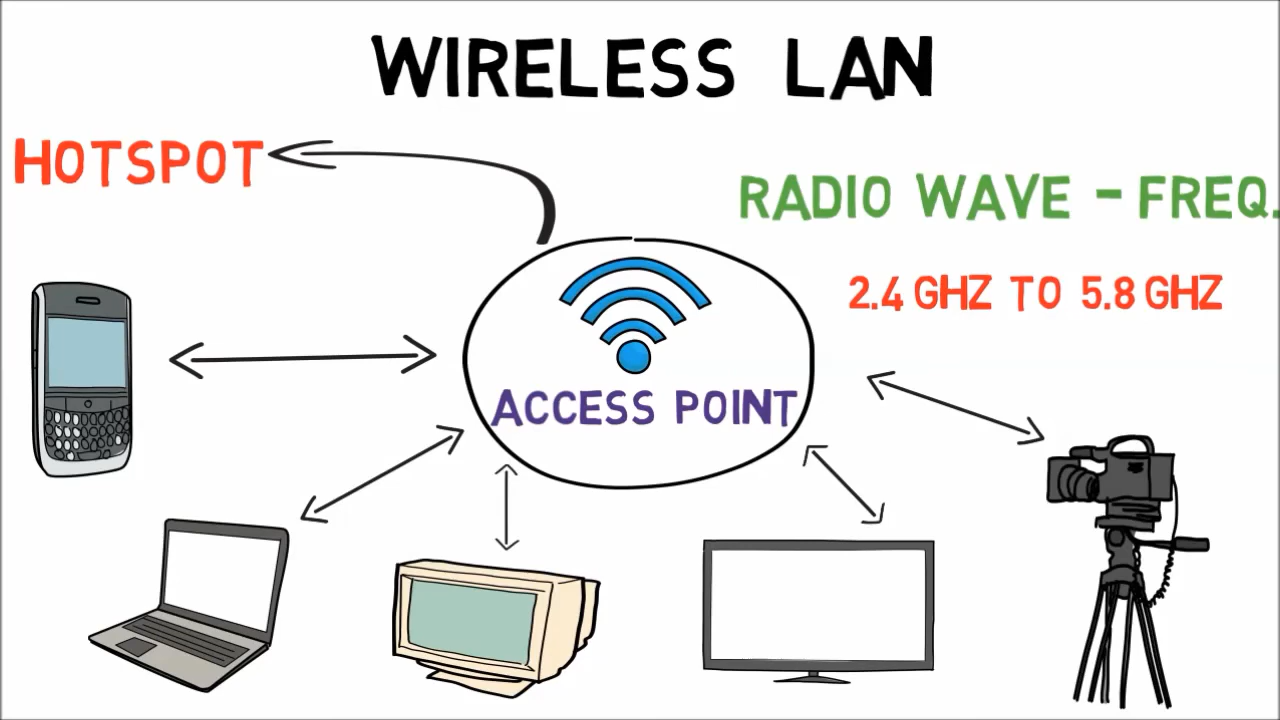 WIRELESS LAN
HOTSPOT
RADIO WAVE - FREQ.
2.4 GHZ TO 5.8 GHZ
ACCESS POINT